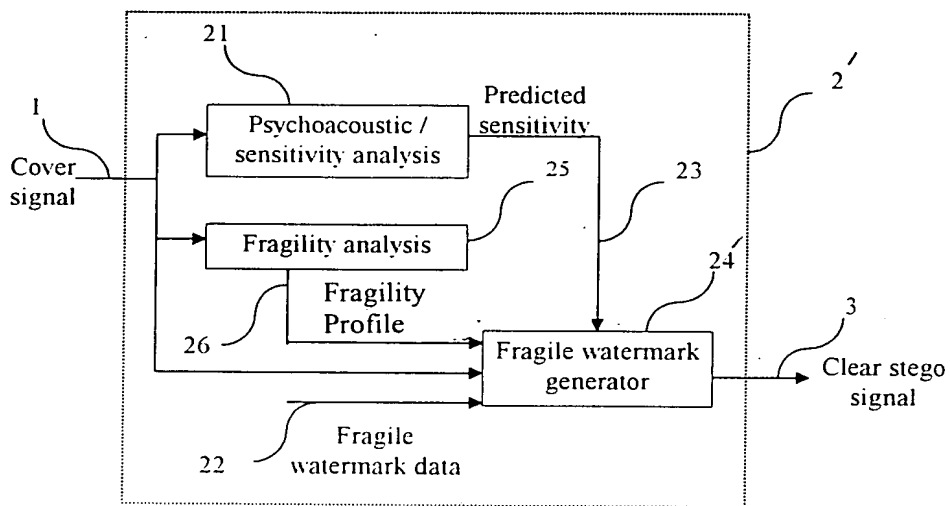 21
2'
1
Predicted
sensitivity
Psychoacoustic /
sensitivity analysis
Cover
signal
25
23
Fragility analysis
24'
Fragility
Profile
26
3
Fragile watermark
generator
Clear stego
signal
Fragile
watermark data
22